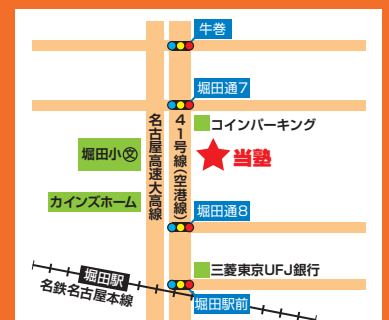 牛巻
堀田通7
コインパーキング
名古屋高速大高線
41号線(空港線)
堀田小文
当塾
カインズホーム
堀田通8
三菱東京UFJ銀行
堀田駅
名鉄名古屋本線
堀田駅前